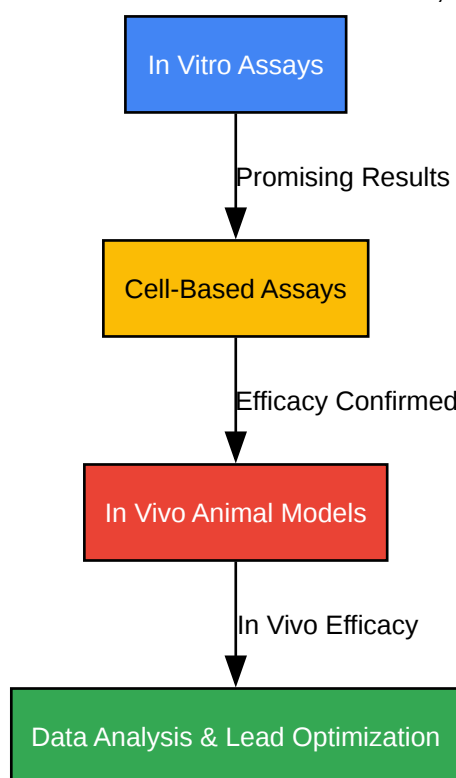 In Vitro Assays
Promising Results
Cell-Based Assays
Efficacy Confirmed
In Vivo Animal Models
In Vivo Efficacy
Data Analysis & Lead Optimization